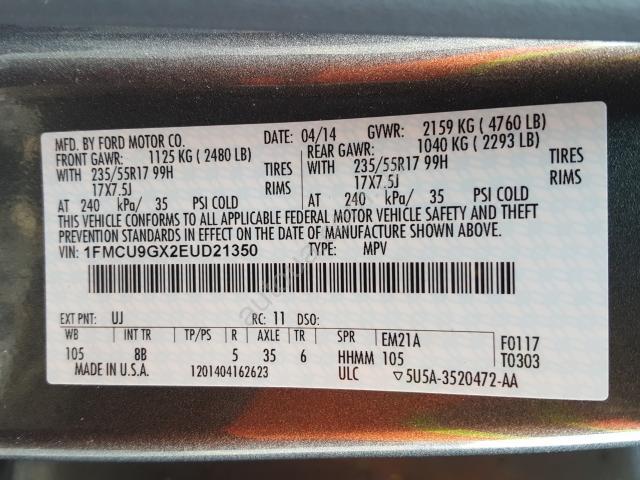 MFD. BY FORD MOTOR CO. DATE: 04/14 GVWR: 2159 KG ( 4760 LB)
FRONT GAWR: 1125 KG ( 2480 LB) REAR GAWR: 1040 KG ( 2293 LB)
WITH 235/55R17 99H TIRES WITH 235/55R17 99H TIRES
17X7.5J RIMS 17X7.5J RIMS
AT 240 kPa/ 35 PSI COLD AT 240 kPa/ 35 PSI COLD
THIS VEHICLE CONFORMS TO ALL APPLICABLE FEDERAL MOTOR VEHICLE SAFETY AND THEFT
PREVENTION STANDARDS IN EFFECT ON THE DATE OF MANUFACTURE SHOWN ABOVE.
VIN: 1FMCU9GX2EUD21350 TYPE: MPV
EXT PNT: UJ RC: 11 DSO:
WB INT TR TP/PS R AXLE TR SPR EM21A F0117
105 8B 5 35 6 HHMM 105 T0303
MADE IN U.S.A. 1201404162623 ULC ▽5U5A-3520472-AA